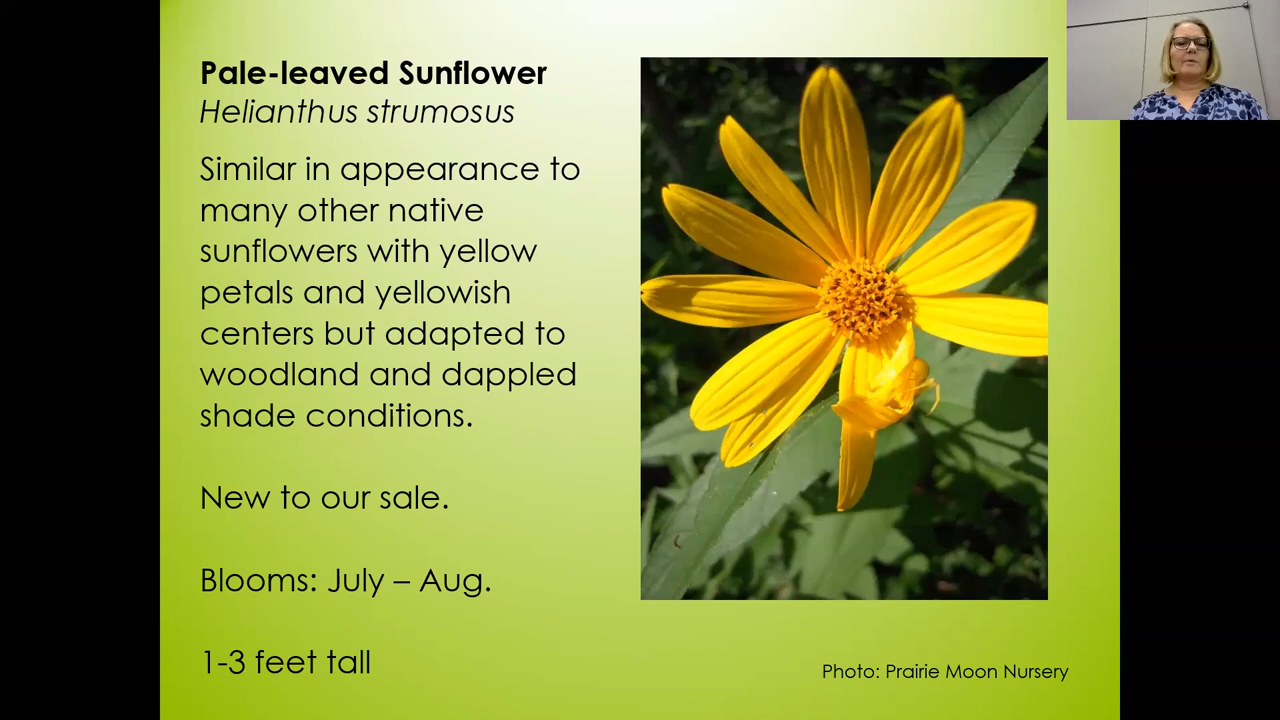 Pale-leaved Sunflower
Helianthus strumosus
Similar in appearance to
many other native
sunflowers with yellow
petals and yellowish
centers but adapted to
woodland and dappled
shade conditions.
New to our sale.
Blooms: July – Aug.
1-3 feet tall
Photo: Prairie Moon Nursery